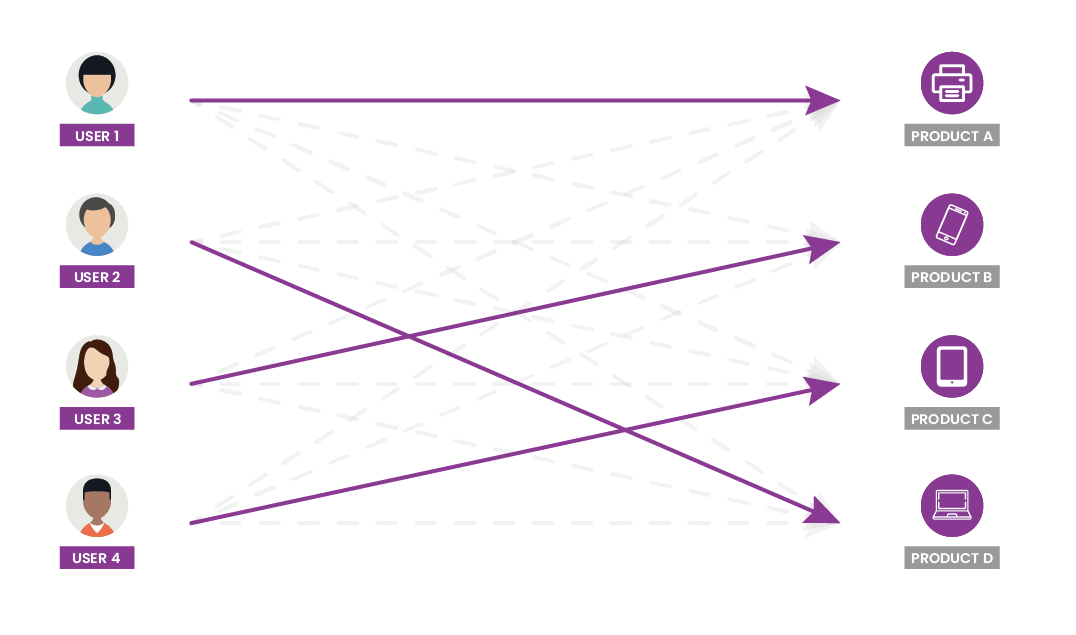 USER 1
PRODUCT A
USER 2
PRODUCT B
USER 3
PRODUCT C
USER 4
PRODUCT D